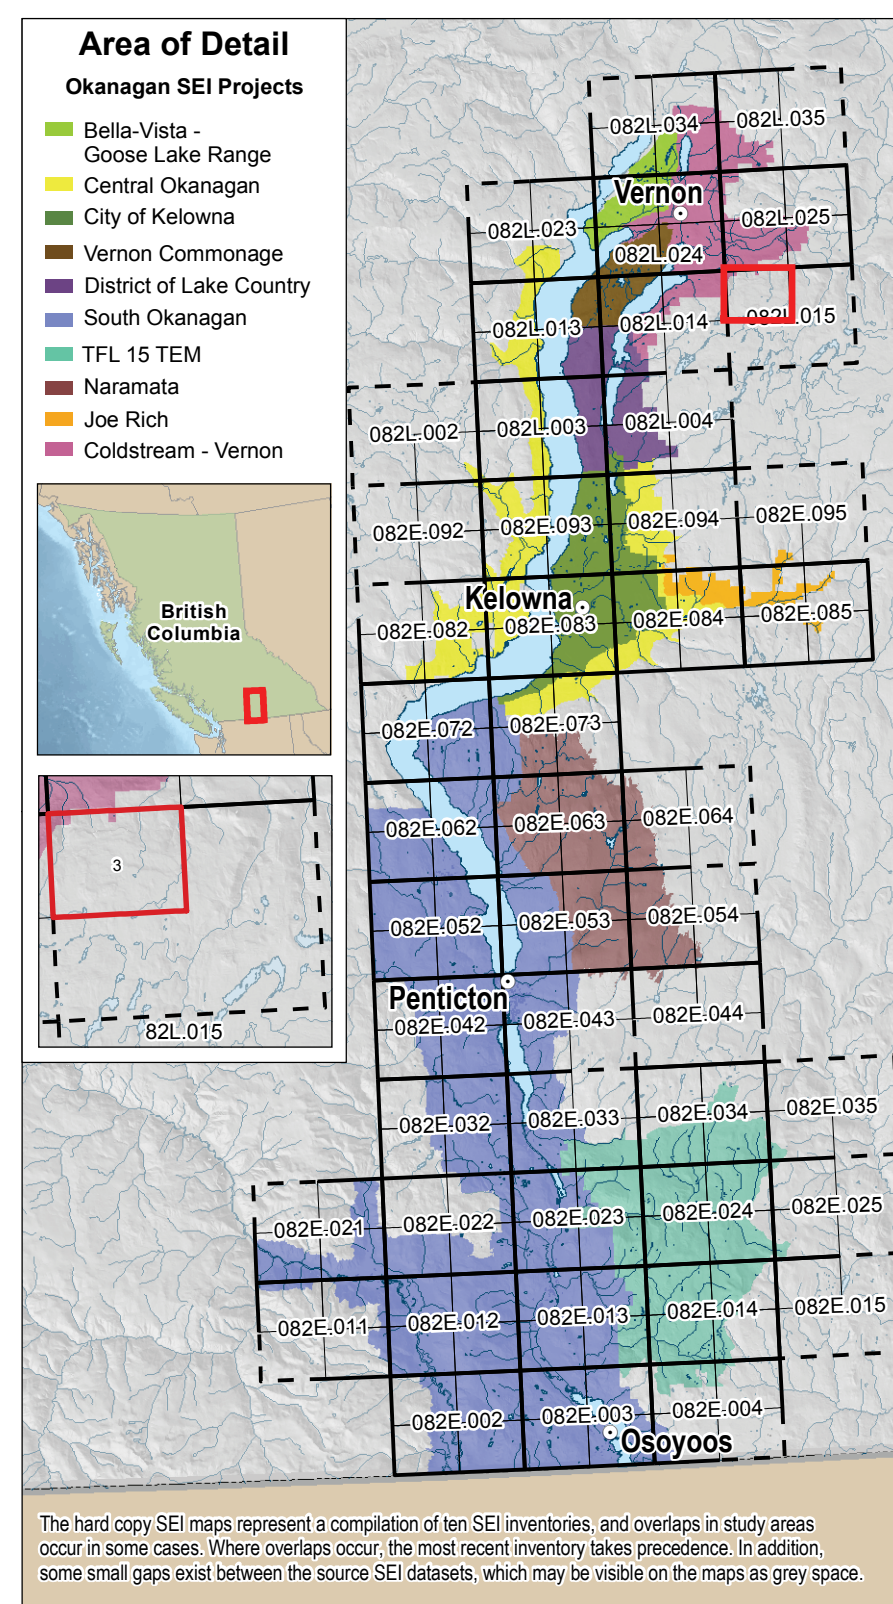 Area of Detail
Okanagan SEI Projects
Bella-Vista -
Goose Lake Range
Central Okanagan
City of Kelowna
Vernon Commonage
District of Lake Country
South Okanagan
TFL 15 TEM
Naramata
Joe Rich
Coldstream - Vernon
British
Columbia
3
82L.015
082L.034
082L.035
Vernon
082L.023
082L.025
082L.024
082L.013
082L.014
082L.015
082L.002
082L.003
082L.004
082E.092
082E.093
082E.094
082E.095
Kelowna
082E.082
082E.083
082E.084
082E.085
082E.072
082E.073
082E.062
082E.063
082E.064
082E.052
082E.053
082E.054
Penticton
082E.042
082E.043
082E.044
082E.032
082E.033
082E.034
082E.035
082E.021
082E.022
082E.023
082E.024
082E.025
082E.011
082E.012
082E.013
082E.014
082E.015
082E.002
082E.003
082E.004
Osoyoos
The hard copy SEI maps represent a compilation of ten SEI inventories, and overlaps in study areas
occur in some cases. Where overlaps occur, the most recent inventory takes precedence. In addition,
some small gaps exist between the source SEI datasets, which may be visible on the maps as grey space.